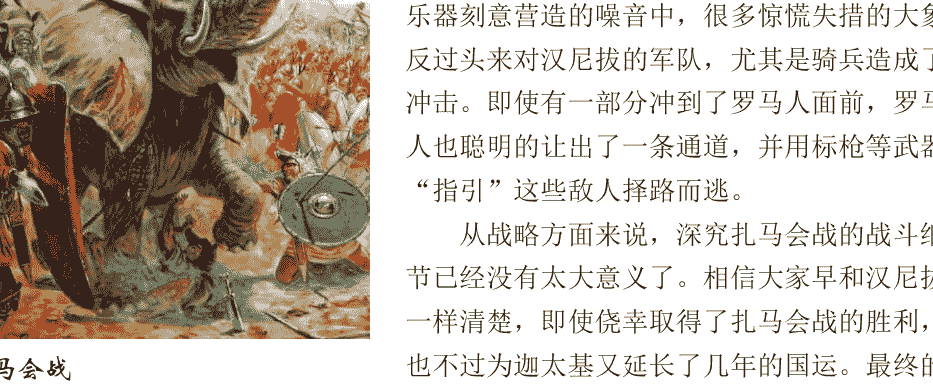 乐器刻意营造的噪音中，很多惊慌失措的大象
反过头来对汉尼拔的军队，尤其是骑兵造成了
冲击。即使有一部分冲到了罗马人面前，罗马
人也聪明的让出了一条通道，并用标枪等武器
“指引”这些敌人择路而逃。
从战略方面来说，深究扎马会战的战斗细
节已经没有太大意义了。相信大家早和汉尼拔
一样清楚，即使侥幸取得了扎马会战的胜利，
也不过为迦太基又延长了几年的国运。最终的
马会战